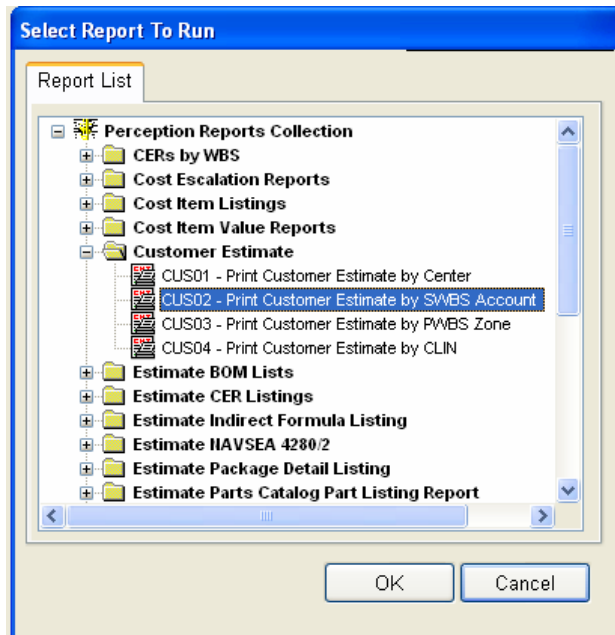 Select Report To Run
Report List
Perception Reports Collection
CERs by WBS
Cost Escalation Reports
Cost Item Listings
Cost Item Value Reports
Customer Estimate
CUS01 - Print Customer Estimate by Center
CUS02 - Print Customer Estimate by SWBS Account
CUS03 - Print Customer Estimate by PWBS Zone
CUS04 - Print Customer Estimate by CLIN
Estimate BOM Lists
Estimate CER Listings
Estimate Indirect Formula Listing
Estimate NAVSEA 4280/2
Estimate Package Detail Listing
Estimate Parts Catalog Part Listing Report
OK Cancel